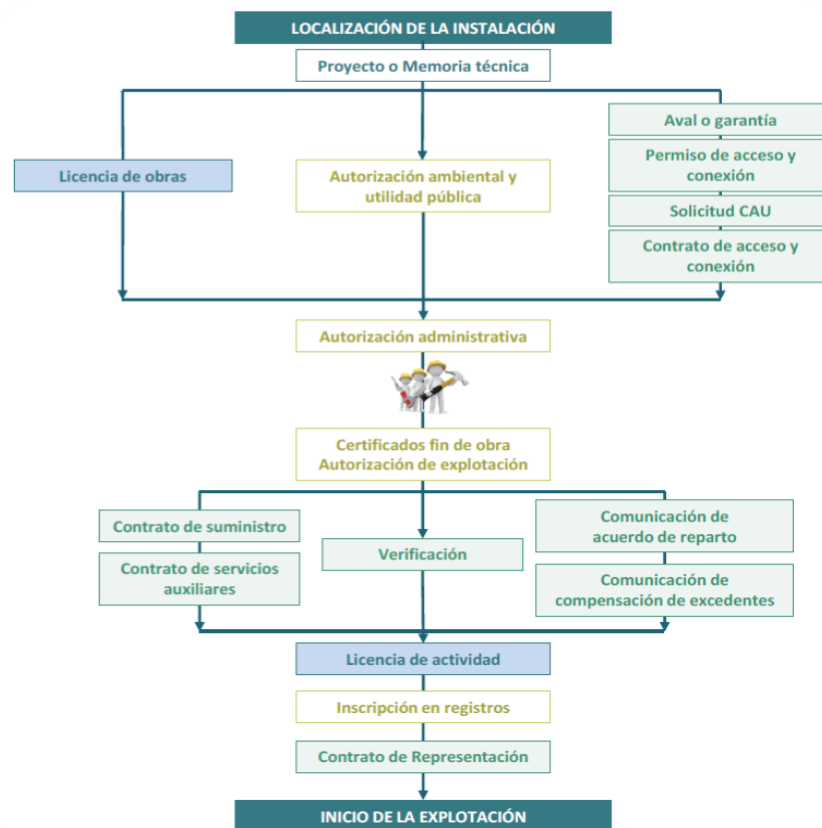 LOCALIZACIÓN DE LA INSTALACIÓN
Proyecto o Memoria técnica
Licencia de obras
Autorización ambiental y
utilidad pública
Aval o garantía
Permiso de acceso y
conexión
Solicitud CAU
Contrato de acceso y
conexión
Autorización administrativa
Certificados fin de obra
Autorización de explotación
Contrato de suministro
Contrato de servicios
auxiliares
Verificación
Comunicación de
acuerdo de reparto
Comunicación de
compensación de excedentes
Licencia de actividad
Inscripción en registros
Contrato de Representación
INICIO DE LA EXPLOTACIÓN